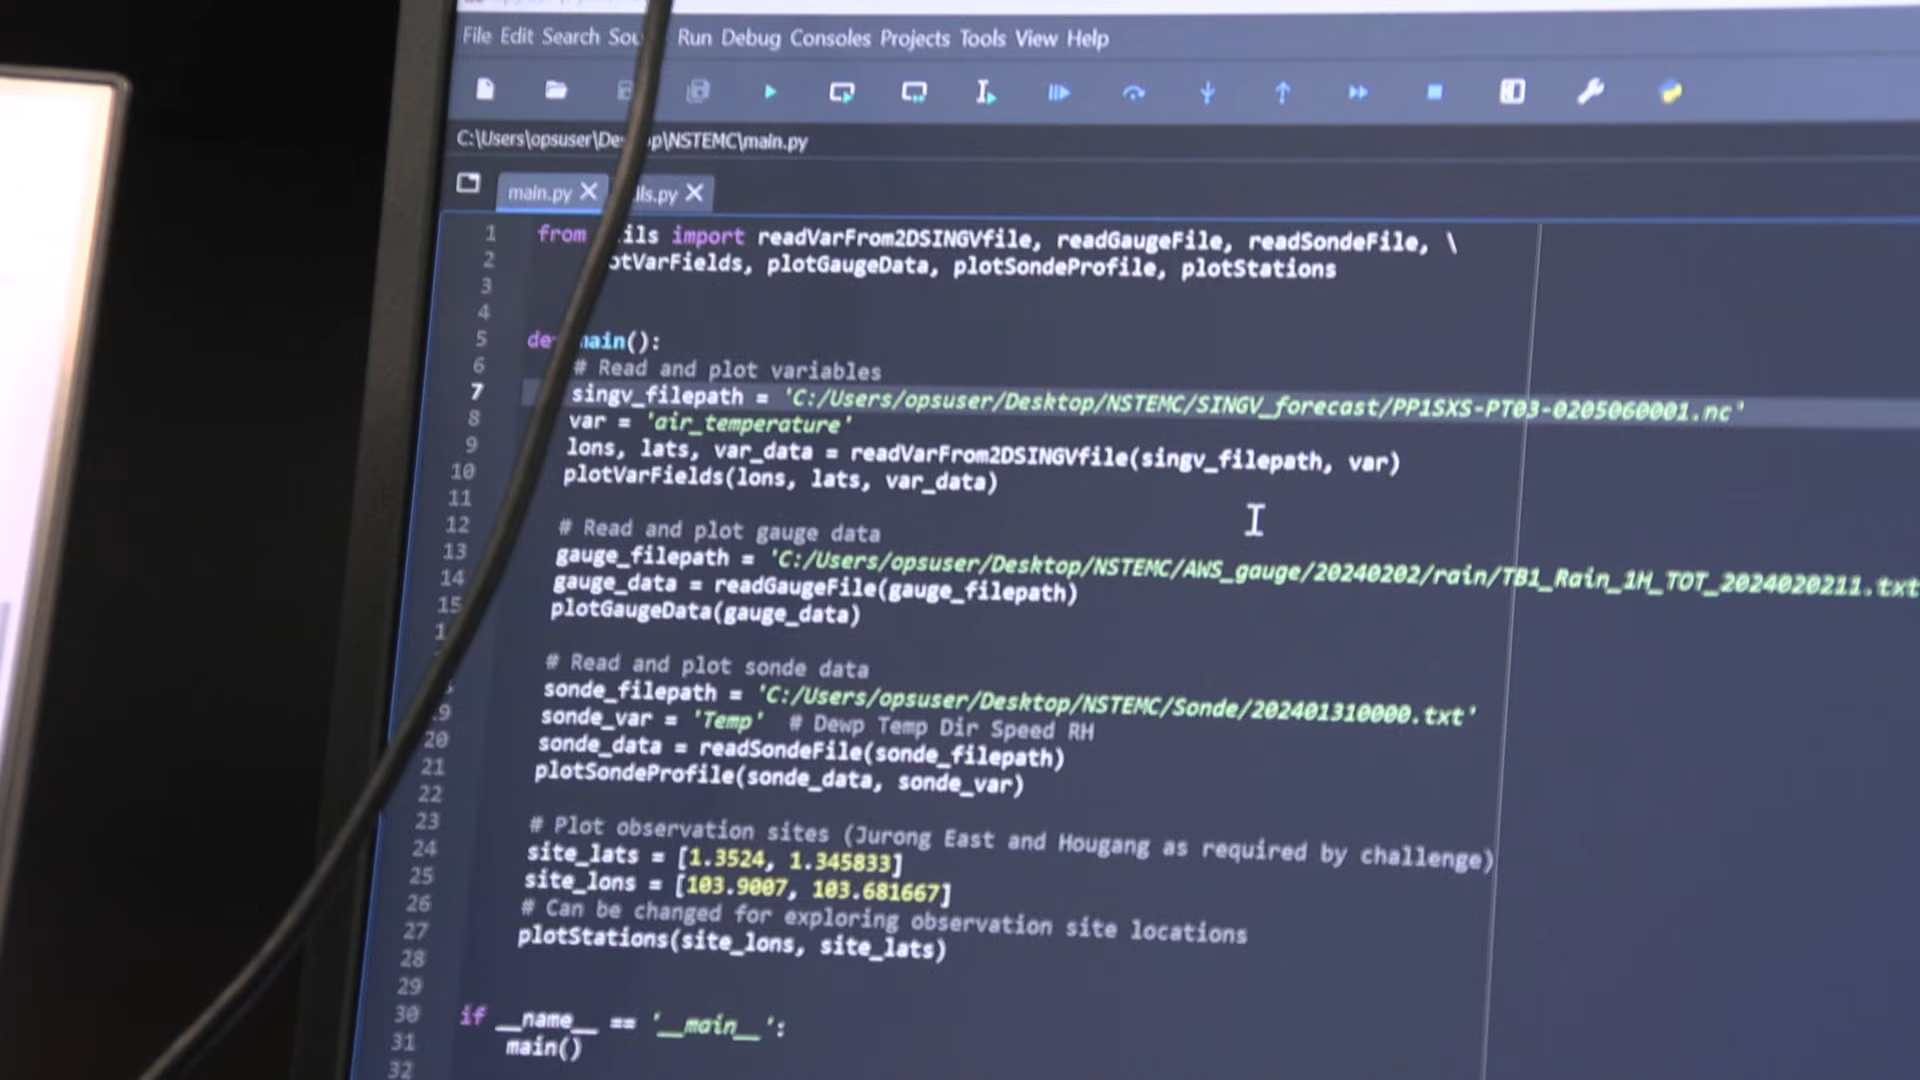 File Edit Search Run Debug Consoles Projects Tools View Help
C:\Users\opsuser\ p\NSTEMC\main.py
main.py ls.py
1 from ils import readVarFrom2DSINGVfile, readGaugeFile, readSondeFile, \
2 otVarFields, plotGaugeData, plotSondeProfile, plotStations
3
4
5 de main():
6 # Read and plot variables
7 singv_filepath = 'C:/Users/opsuser/Desktop/NSTEMC/SINGV_forecast/PP1SXS-PT03-0205060001.nc'
8 var = 'air_temperature'
9 lons, lats, var_data = readVarFrom2DSINGVfile(singv_filepath, var)
10 plotVarFields(lons, lats, var_data)
11
12 # Read and plot gauge data
13 gauge_filepath = 'C:/Users/opsuser/Desktop/NSTEMC/AWS_gauge/20240202/rain/TB1_Rain_1H_TOT_2024020211.txt
14 gauge_data = readGaugeFile(gauge_filepath)
15 plotGaugeData(gauge_data)
1
# Read and plot sonde data
sonde_filepath = 'C:/Users/opsuser/Desktop/NSTEMC/Sonde/202401310000.txt'
9 sonde_var = 'Temp' # Dewp Temp Dir Speed RH
20 sonde_data = readSondeFile(sonde_filepath)
21 plotSondeProfile(sonde_data, sonde_var)
22
23 # Plot observation sites (Jurong East and Hougang as required by challenge)
24 site_lats = [1.3524, 1.345833]
25 site_lons = [103.9007, 103.681667]
26 # Can be changed for exploring observation site locations
27 plotStations(site_lons, site_lats)
28
29
30 if __name__ == '__main__':
31 main()
32